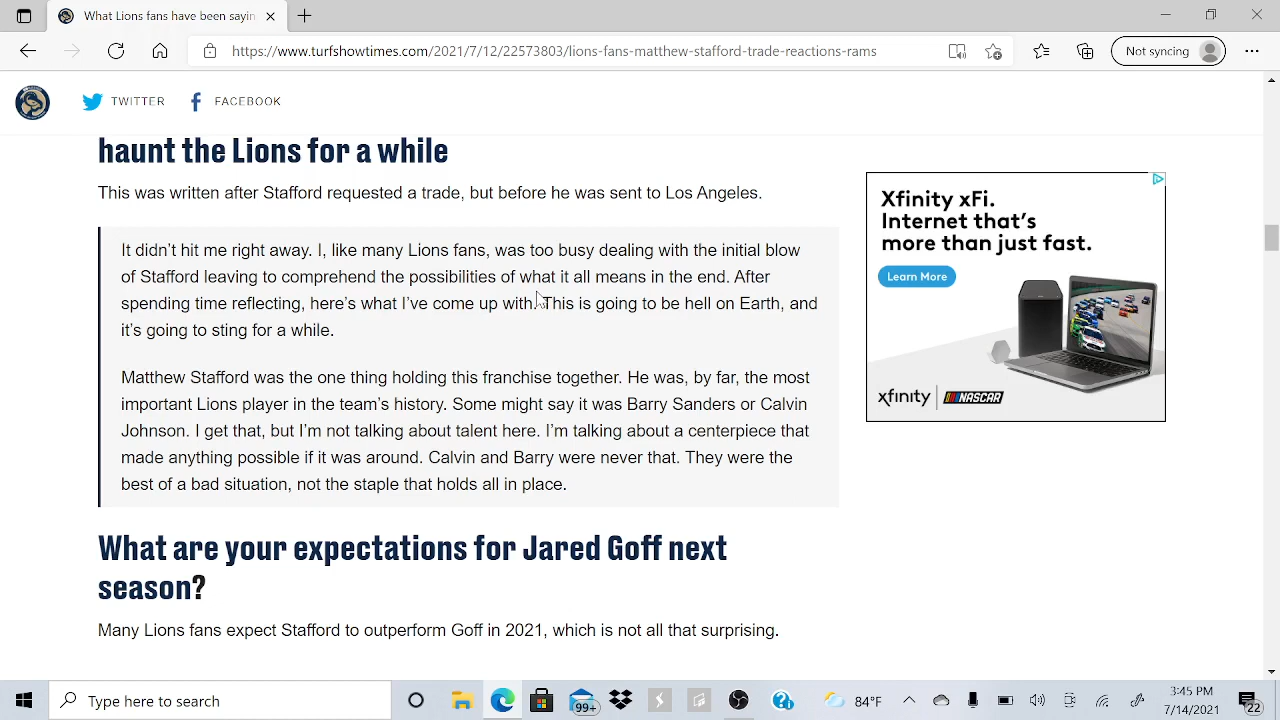 What Lions have been sayin
https://www.turfshowtimes.com/2021/7/12/22573803/lions-fans-matthew-stafford-trade-reactions-rams
Not syncing
TWITTER
FACEBOOK
haunt the Lions for a while
This was written after Stafford requested a trade, but before he was sent to Los Angeles.
It didn't hit me right away. I, like many Lions fans, was too busy dealing with the initial blow
of Stafford leaving to comprehend the possibilities of what it all means in the end. After
spending time reflecting, here's what I've come up with. This is going to be hell on Earth, and
it's going to sting for a while.
Matthew Stafford was the one thing holding this franchise together. He was, by far, the most
important Lions player in the team's history. Some might say it was Barry Sanders or Calvin
Johnson. I get that, but I'm not talking about talent here. I'm talking about a centerpiece that
made anything possible if it was around. Calvin and Barry were never that. They were the
best of a bad situation, not the staple that holds all in place.
What are your expectations for Jared Goff next
season?
Many Lions fans expect Stafford to outperform Goff in 2021, which is not all that surprising.
Xfinity xFi.
Internet that's
more than just fast.
Learn More
xfinity NASCAR
Type here to search
99+
84°F
3:45 PM
7/14/2021
22